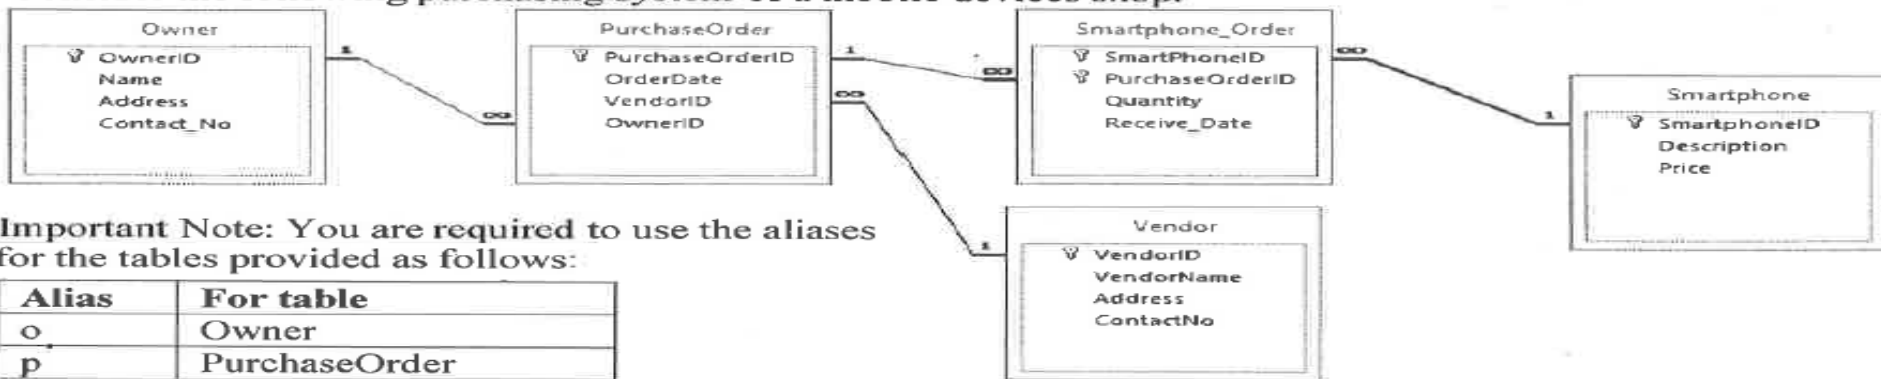 Owner
OwnerID
Name
Address
Contact_No
1
∞
PurchaseOrder
PurchaseOrderID
OrderDate
VendorID
OwnerID
1
∞
∞
1
Smartphone_Order
SmartPhoneID
PurchaseOrderID
Quantity
Receive_Date
∞
1
Smartphone
SmartphoneID
Description
Price
Vendor
VendorID
VendorName
Address
ContactNo
Important Note: You are required to use the aliases
for the tables provided as follows:
Alias For table
o Owner
p PurchaseOrder